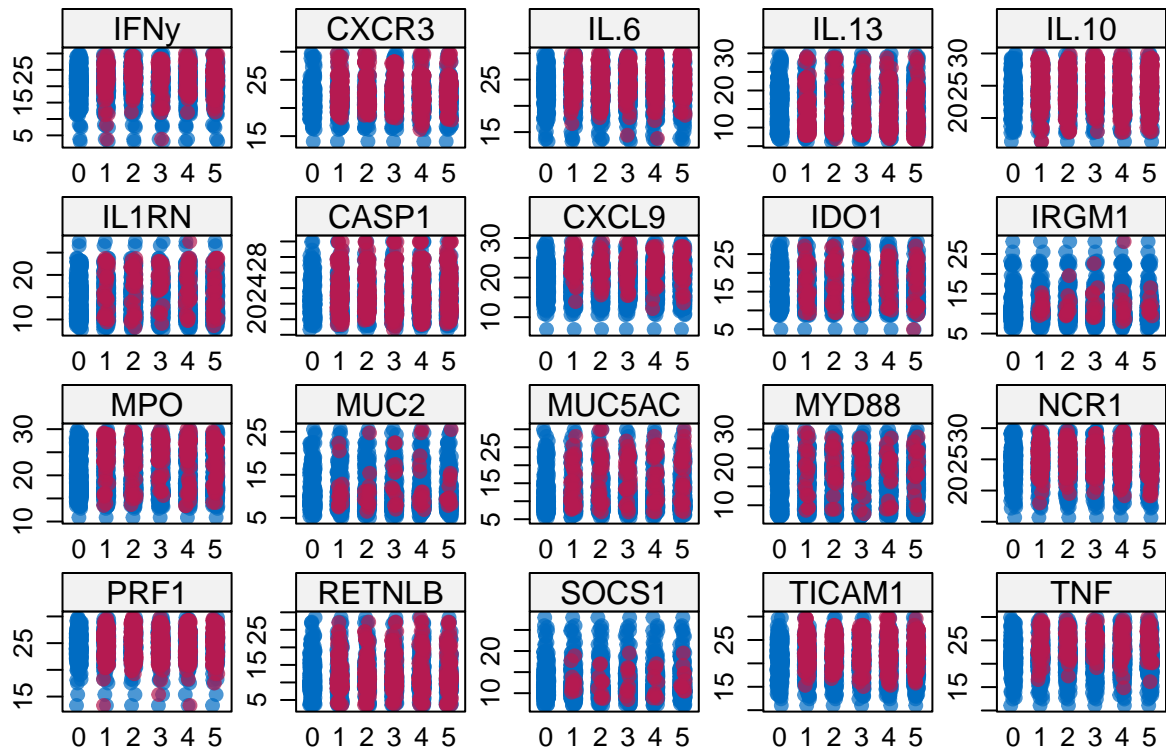 IFNy
5 15 25
0 1 2 3 4 5
CXCR3
15 25
0 1 2 3 4 5
IL.6
15 25
0 1 2 3 4 5
IL.13
10 20 30
0 1 2 3 4 5
IL.10
20 25 30
0 1 2 3 4 5
IL1RN
10 20
0 1 2 3 4 5
CASP1
20 24 28
0 1 2 3 4 5
CXCL9
10 20 30
0 1 2 3 4 5
IDO1
5 15 25
0 1 2 3 4 5
IRGM1
5 15 25
0 1 2 3 4 5
MPO
10 20 30
0 1 2 3 4 5
MUC2
5 15 25
0 1 2 3 4 5
MUC5AC
5 15 25
0 1 2 3 4 5
MYD88
10 20 30
0 1 2 3 4 5
NCR1
20 25 30
0 1 2 3 4 5
PRF1
15 25
0 1 2 3 4 5
RETNLB
5 15 25
0 1 2 3 4 5
SOCS1
10 20
0 1 2 3 4 5
TICAM1
15 25
0 1 2 3 4 5
TNF
15 25
0 1 2 3 4 5